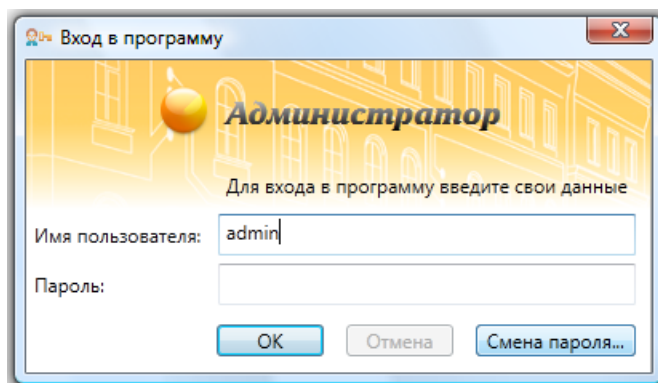 Вход в программу
Администратор
Для входа в программу введите свои данные
Имя пользователя: admin
Пароль:
OK Отмена Смена пароля...